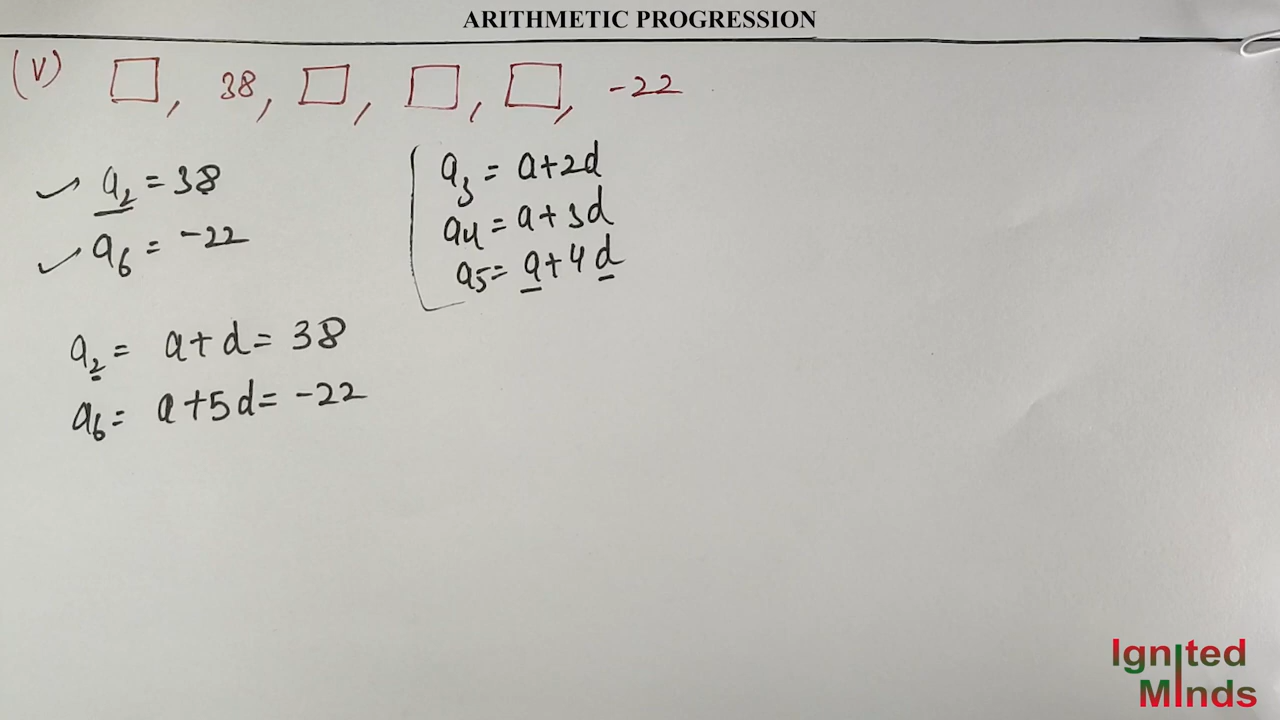 ARITHMETIC PROGRESSION
(V) □, 38, □, □, □, -22
a₂ = 38
a₆ = -22
a₃ = a+2d
a₄ = a+3d
a₅ = a+4d
a₂ = a+d = 38
a₆ = a+5d = -22
Ignited
Minds